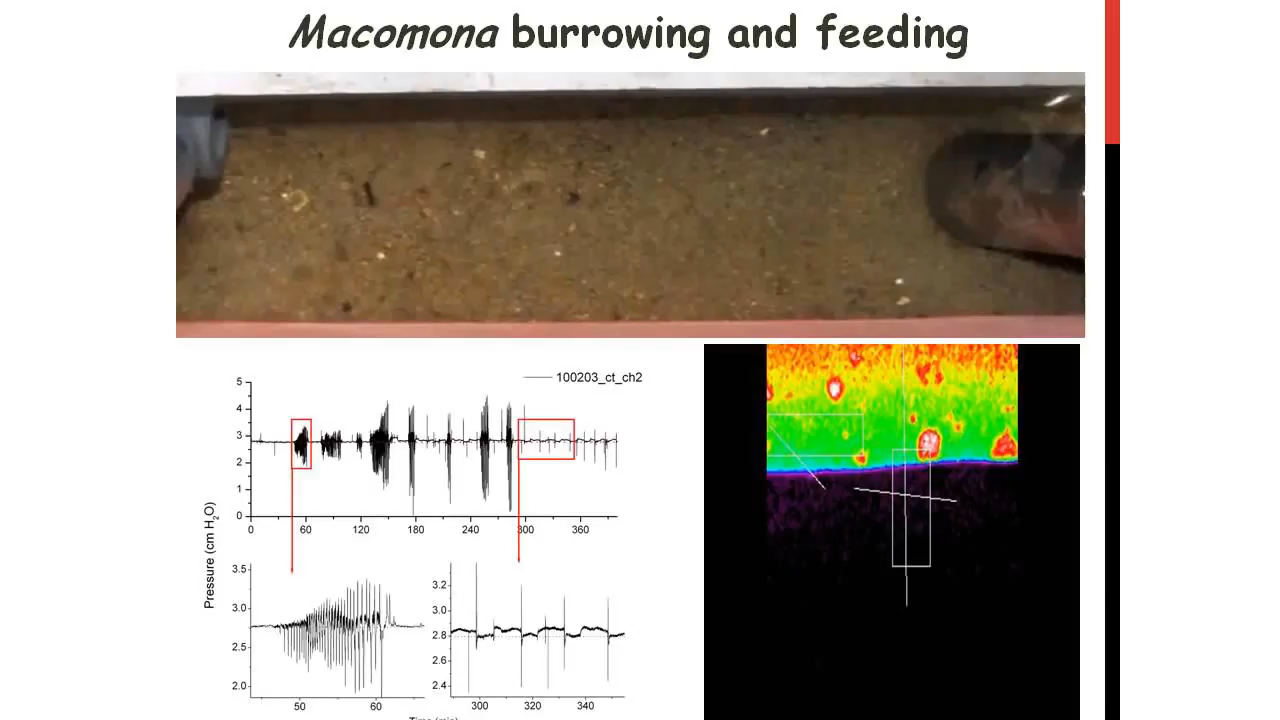 Macomona burrowing and feeding
100203_ct_ch2
5
4
3
2
1
0
0 60 120 180 240 300 360
Pressure (cm H2O)
3.5
3.0
2.5
2.0
50 60
3.2
3.0
2.8
2.6
2.4
300 320 340
Time (min)